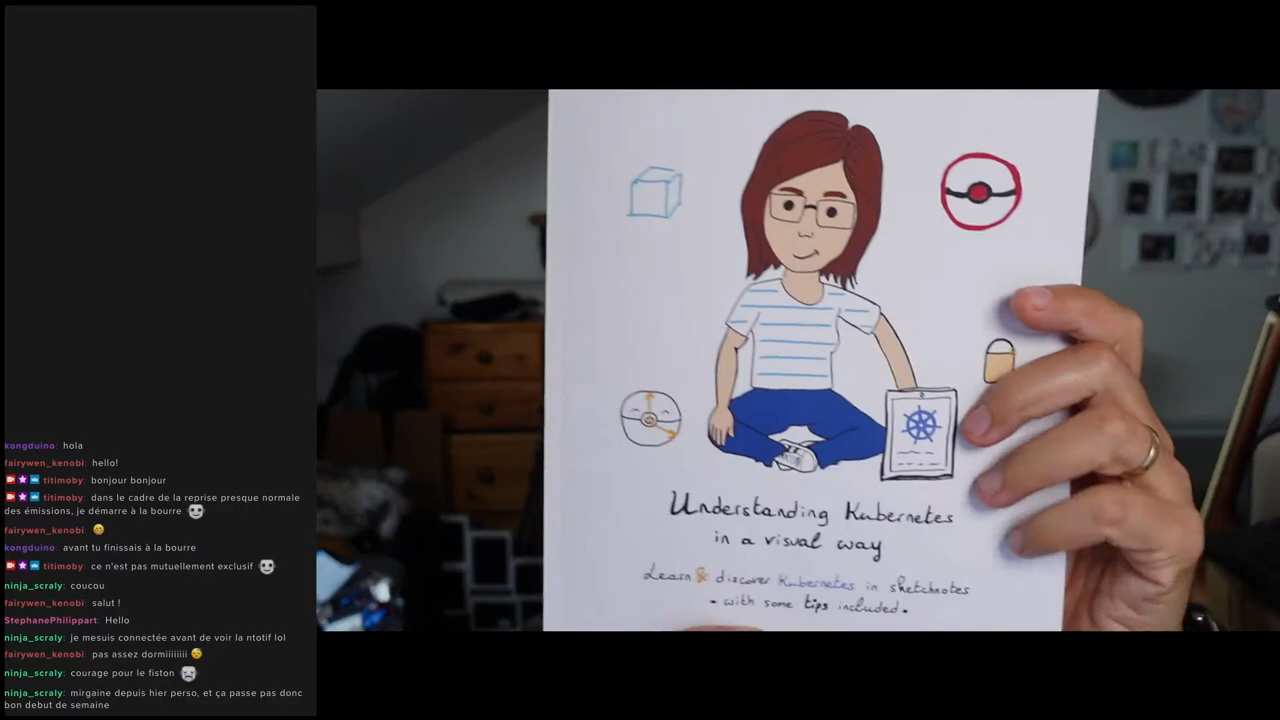 kongduino: hola
fairywen_kenobi: hello!
titimoby: bonjour bonjour
titimoby: dans le cadre de la reprise presque normale
des émissions, je démarre à la bourre
fairywen_kenobi:
kongduino: avant tu finissais à la bourre
titimoby: ce n'est pas mutuellement exclusif
ninja_scraly: coucou
fairywen_kenobi: salut !
StephanePhilippart: Hello
ninja_scraly: je mesuis connectée avant de voir la ntotif lol
fairywen_kenobi: pas assez dormiiiiiiii
ninja_scraly: courage pour le fiston
ninja_scraly: mirgaine depuis hier perso, et ça passe pas donc
bon debut de semaine
Understanding Kubernetes
in a visual way
Learn & discover Kubernetes in sketchnotes
- with some tips included.